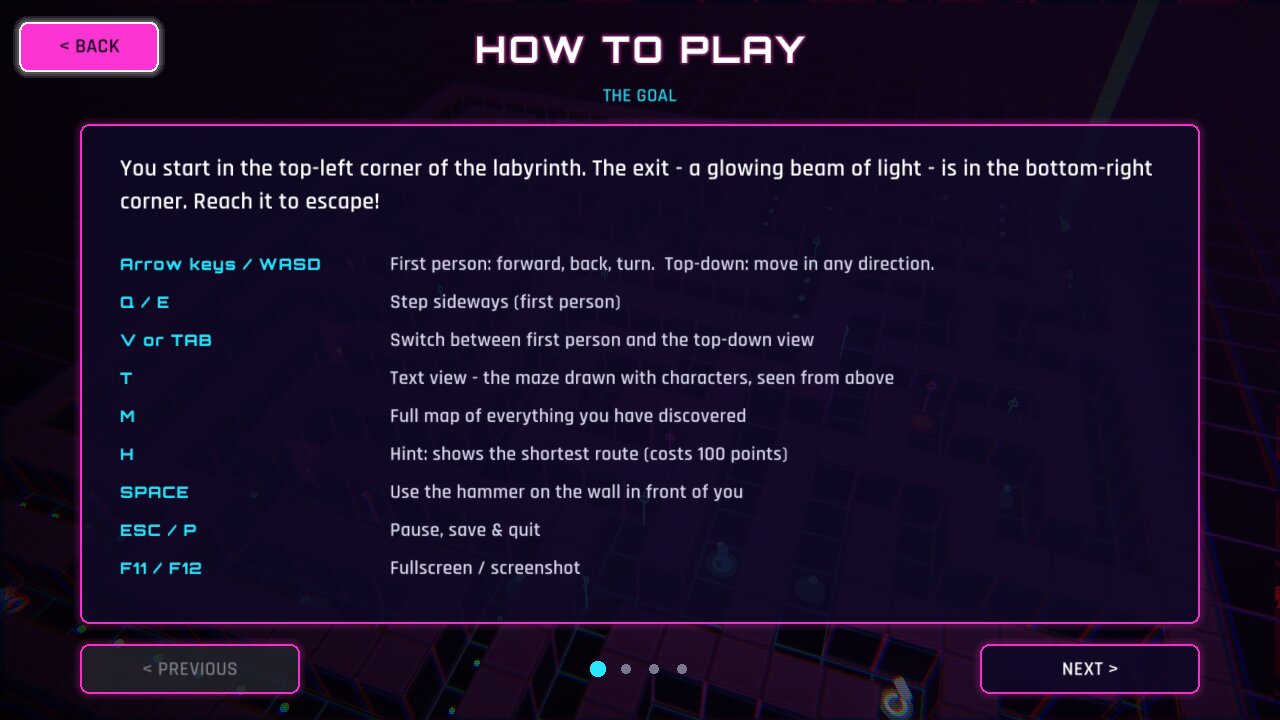 < BACK
HOW TO PLAY
THE GOAL
You start in the top-left corner of the labyrinth. The exit - a glowing beam of light - is in the bottom-right
corner. Reach it to escape!
Arrow keys / WASD First person: forward, back, turn.  Top-down: move in any direction.
Q / E Step sideways (first person)
V or TAB Switch between first person and the top-down view
T Text view - the maze drawn with characters, seen from above
M Full map of everything you have discovered
H Hint: shows the shortest route (costs 100 points)
SPACE Use the hammer on the wall in front of you
ESC / P Pause, save & quit
F11 / F12 Fullscreen / screenshot
< PREVIOUS
NEXT >